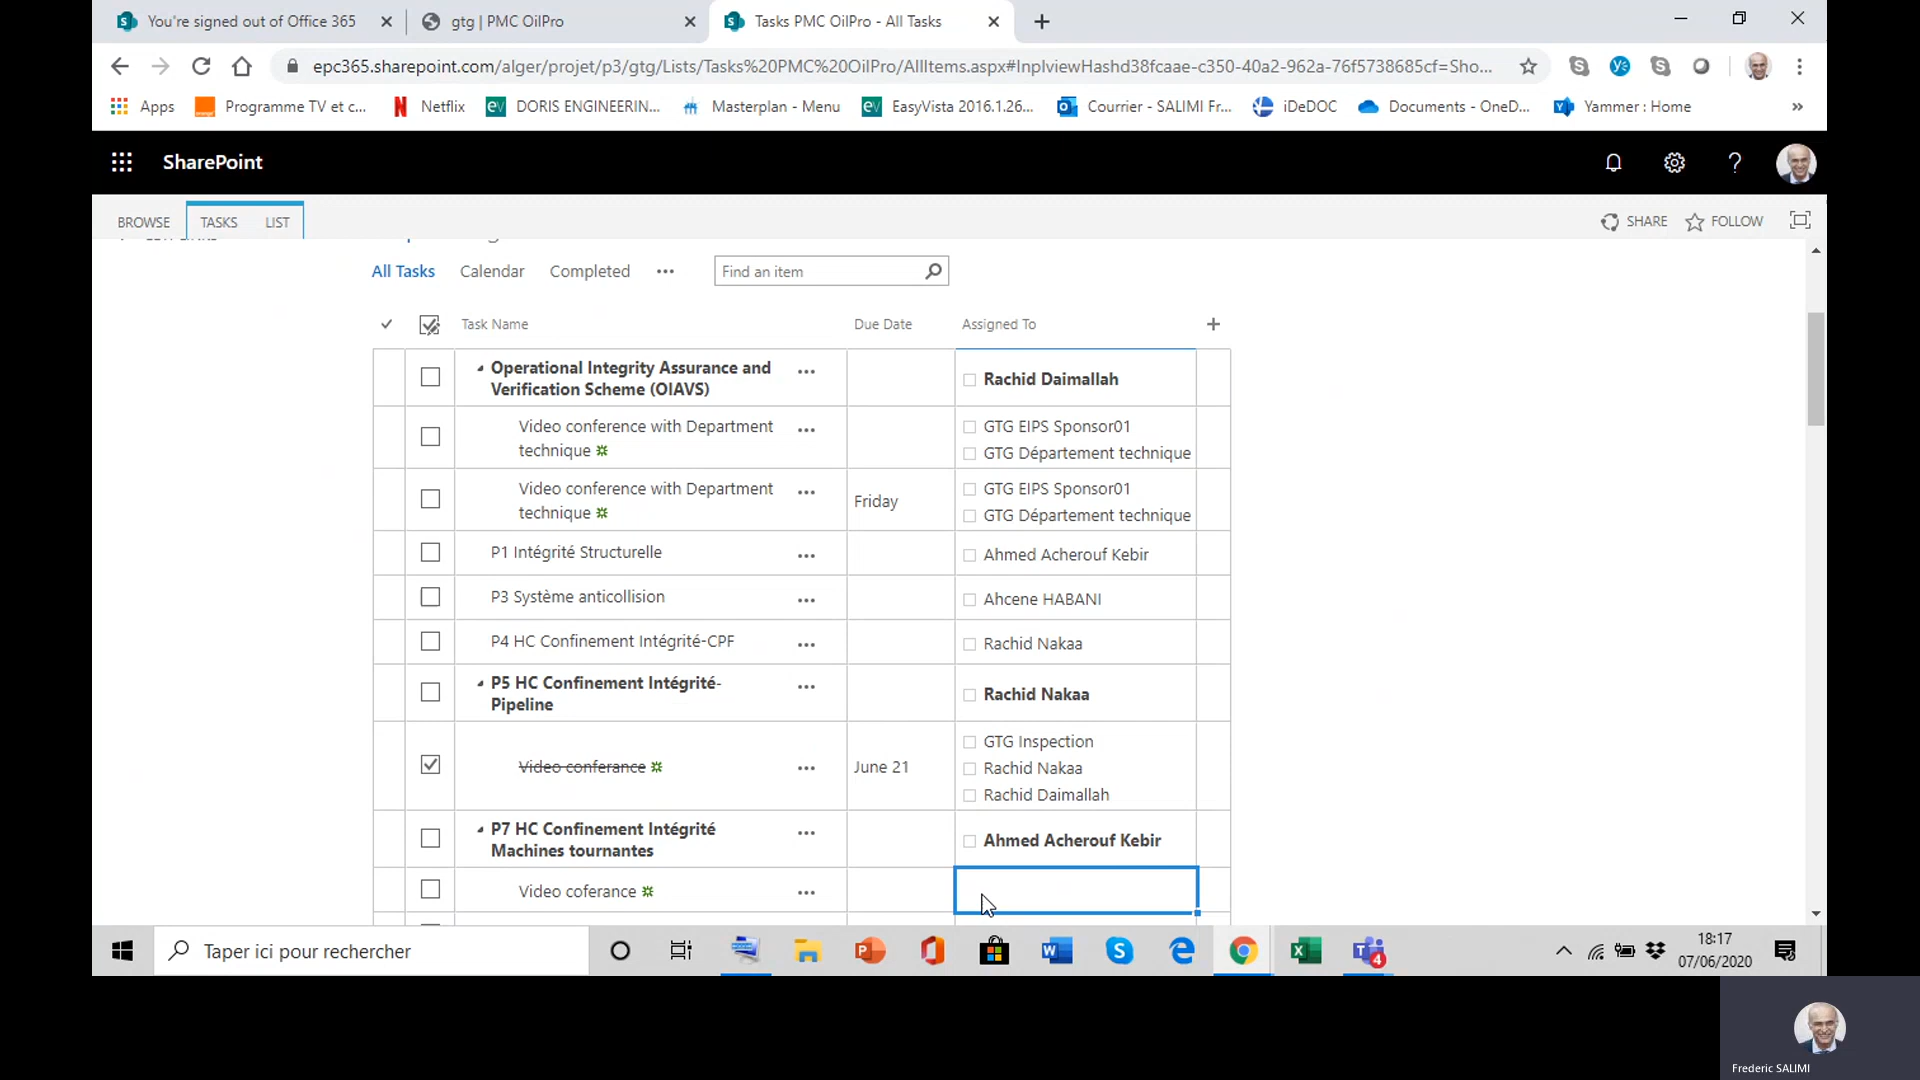 You're signed out of Office 365
gtg | PMC OilPro
Tasks PMC OilPro - All Tasks
epc365.sharepoint.com/alger/projet/p3/gtg/Lists/Tasks%20PMC%20OilPro/AllItems.aspx#InplviewHashd38fcaae-c350-40a2-962a-76f5738685cf=Sho...
Apps
Programme TV et c...
Netflix
DORIS ENGINEERIN...
Masterplan - Menu
EasyVista 2016.1.26...
Courrier - SALIMI Fr...
iDeDOC
Documents - OneD...
Yammer : Home
SharePoint
BROWSE
TASKS
LIST
SHARE
FOLLOW
All Tasks
Calendar
Completed
Find an item
Task Name
Due Date
Assigned To
Operational Integrity Assurance and
Verification Scheme (OIAVS)
Rachid Daimallah
Video conference with Department
technique
GTG EIPS Sponsor01
GTG Département technique
Video conference with Department
technique
Friday
GTG EIPS Sponsor01
GTG Département technique
P1 Intégrité Structurelle
Ahmed Acherouf Kebir
P3 Système anticollision
Ahcene HABANI
P4 HC Confinement Intégrité-CPF
Rachid Nakaa
P5 HC Confinement Intégrité-
Pipeline
Rachid Nakaa
Video conferance
June 21
GTG Inspection
Rachid Nakaa
Rachid Daimallah
P7 HC Confinement Intégrité
Machines tournantes
Ahmed Acherouf Kebir
Video coferance
Taper ici pour rechercher
4
18:17
07/06/2020
Frederic SALIMI